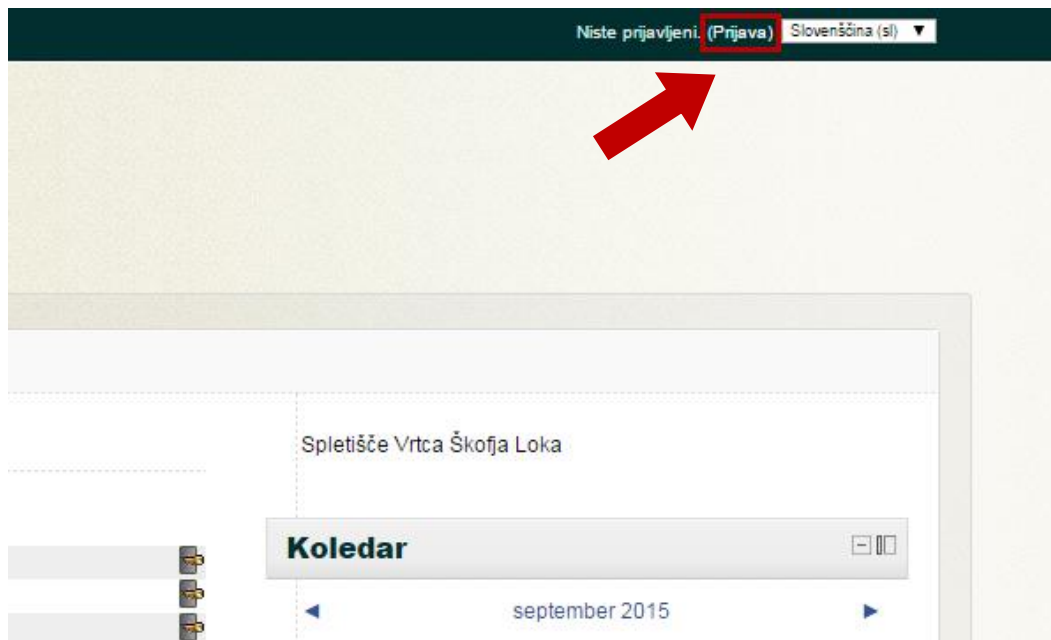 Niste prijavljeni. (Prijava) Slovenščina (sl)
Spletišče Vrtca Škofja Loka
Koledar
september 2015